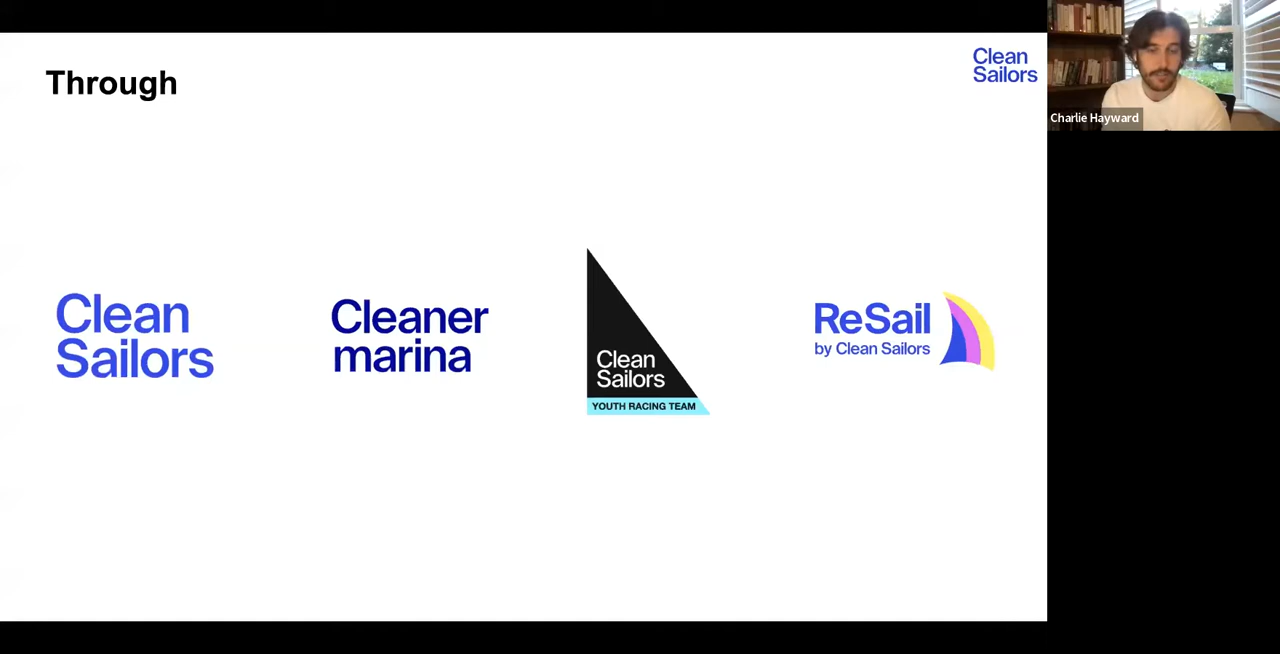 Through
Clean
Sailors
Charlie Hayward
Clean
Sailors
Cleaner
marina
Clean
Sailors
YOUTH RACING TEAM
ReSail
by Clean Sailors